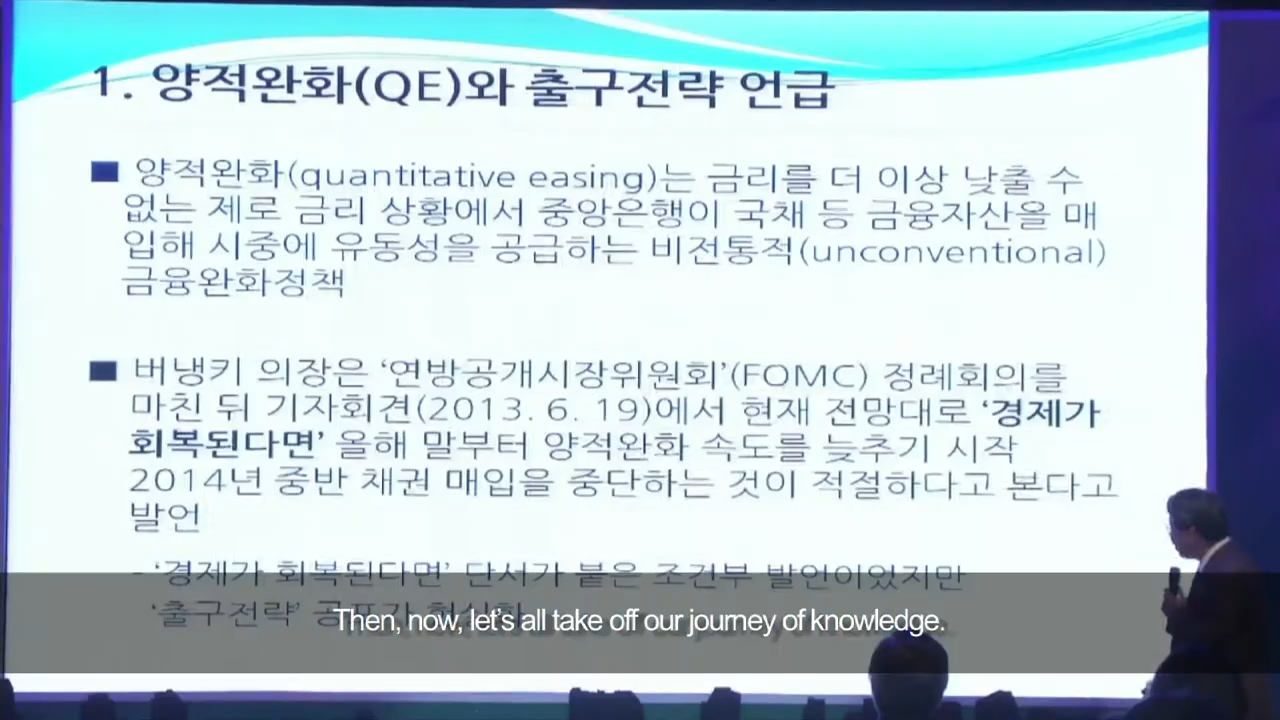 1. 양적완화(QE)와 출구전략 언급
■ 양적완화(quantitative easing)는 금리를 더 이상 낮출 수
없는 제로 금리 상황에서 중앙은행이 국채 등 금융자산을 매
입해 시중에 유동성을 공급하는 비전통적(unconventional)
금융완화정책
■ 버냉키 의장은 ‘연방공개시장위원회’(FOMC) 정례회의를
마친 뒤 기자회견(2013. 6. 19)에서 현재 전망대로 ‘경제가
회복된다면’ 올해 말부터 양적완화 속도를 늦추기 시작
2014년 중반 채권 매입을 중단하는 것이 적절하다고 본다고
발언
- ‘경제가 회복된다면’ 단서가 붙은 조건부 발언이었지만
‘출구전략’
Then, now, let's all take off our journey of knowledge.